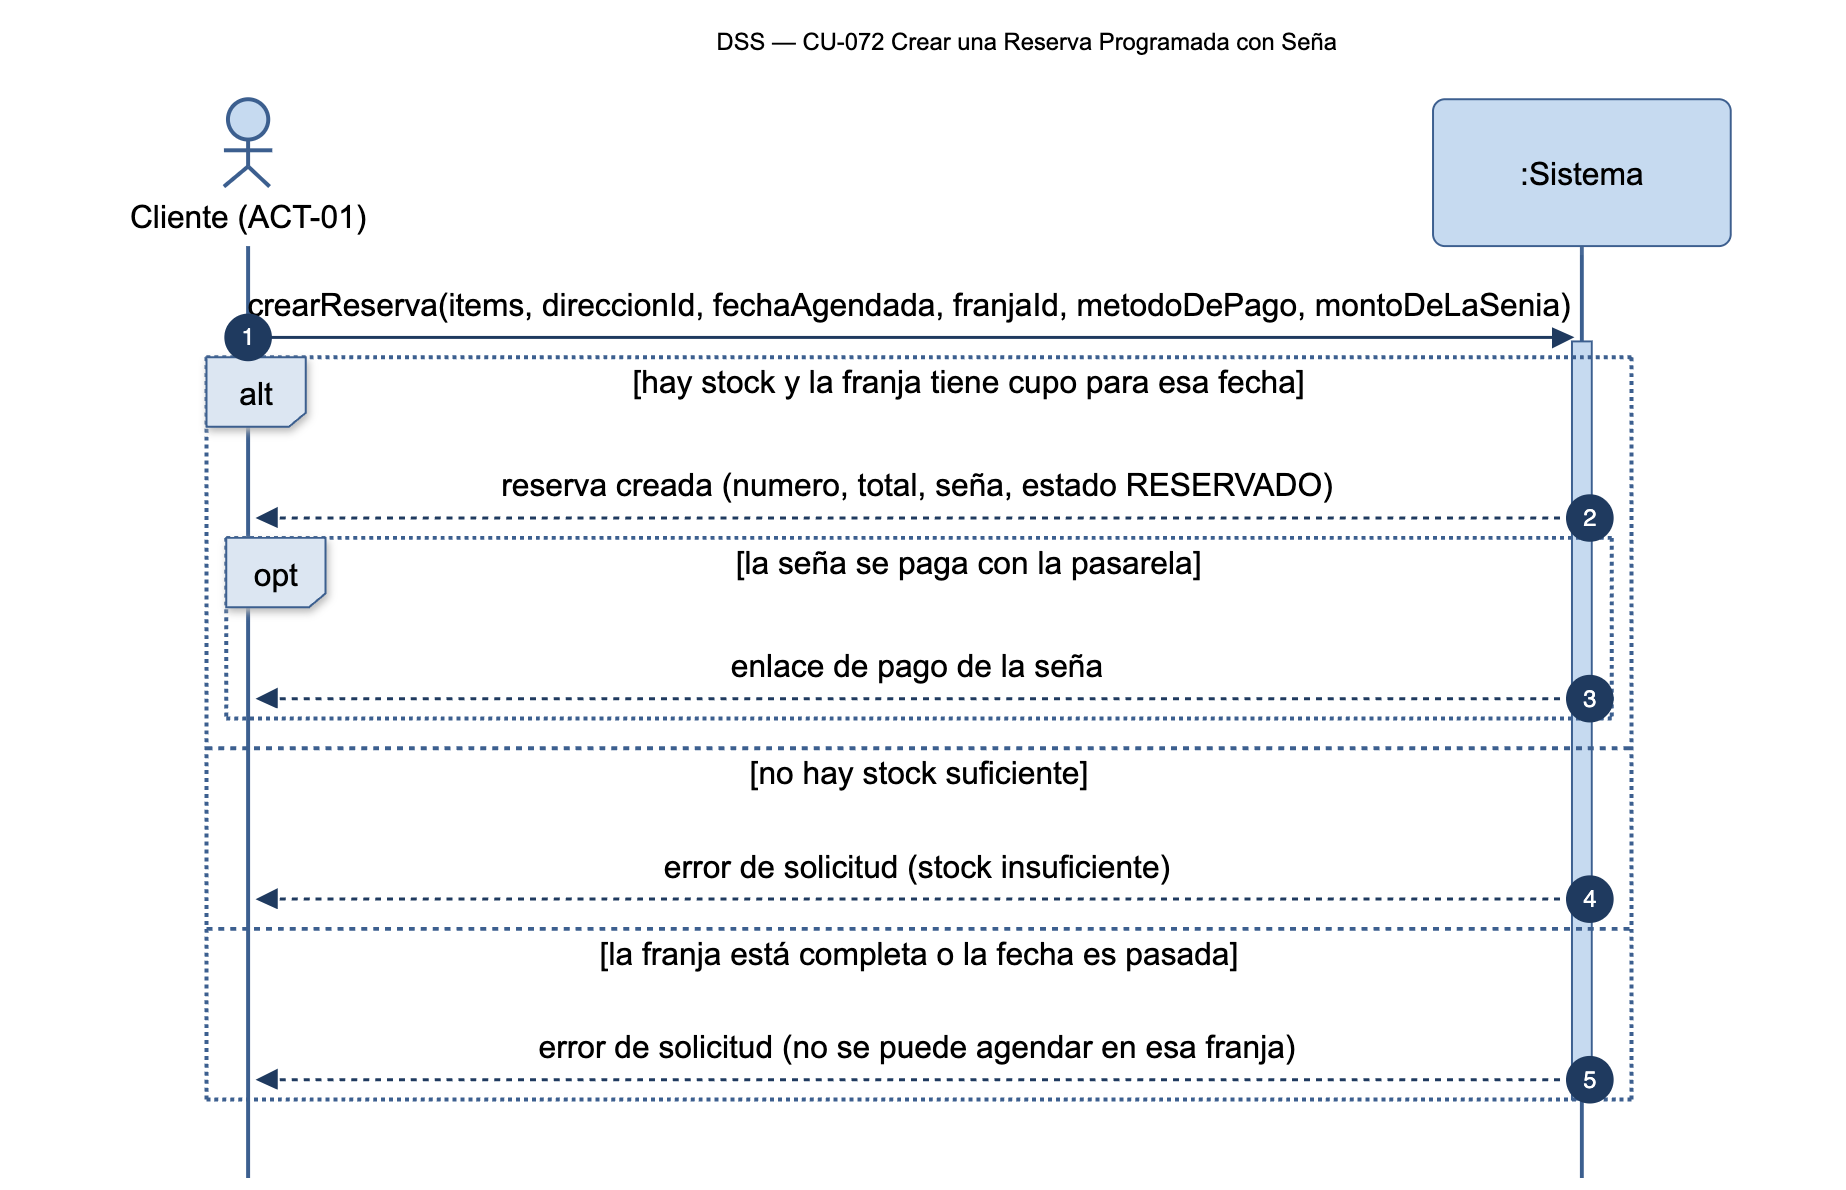 DSS — CU-072 Crear una Reserva Programada con Seña
Cliente (ACT-01)
:Sistema
crearReserva(items, direccionId, fechaAgendada, franjaId, metodoDePago, montoDeLaSenia)
1
alt
[hay stock y la franja tiene cupo para esa fecha]
reserva creada (numero, total, seña, estado RESERVADO)
2
opt
[la seña se paga con la pasarela]
enlace de pago de la seña
3
[no hay stock suficiente]
error de solicitud (stock insuficiente)
4
[la franja está completa o la fecha es pasada]
error de solicitud (no se puede agendar en esa franja)
5